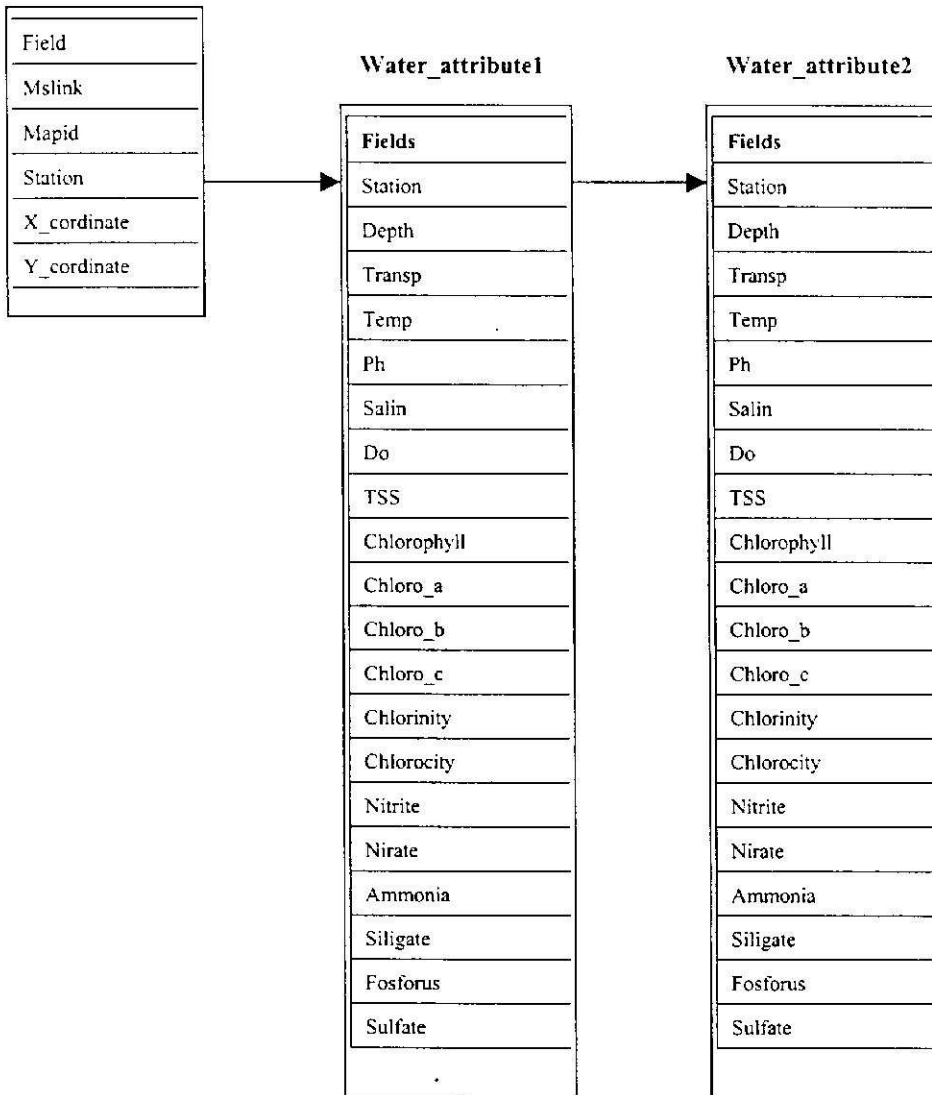 Field
Mslink
Mapid
Station
X_cordinate
Y_cordinate
Water_attribute1
Fields
Station
Depth
Transp
Temp
Ph
Salin
Do
TSS
Chlorophyll
Chloro_a
Chloro_b
Chloro_c
Chlorinity
Chlorocity
Nitrite
Nirate
Ammonia
Siligate
Fosforus
Sulfate
Water_attribute2
Fields
Station
Depth
Transp
Temp
Ph
Salin
Do
TSS
Chlorophyll
Chloro_a
Chloro_b
Chloro_c
Chlorinity
Chlorocity
Nitrite
Nirate
Ammonia
Siligate
Fosforus
Sulfate